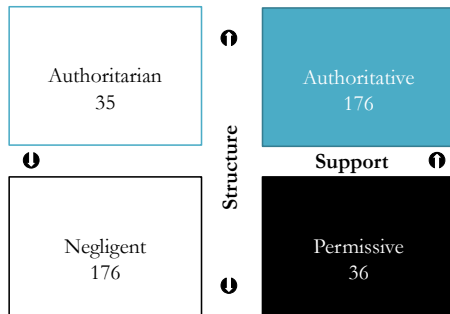 Authoritarian
35
Authoritative
176
Structure
Support
Negligent
176
Permissive
36